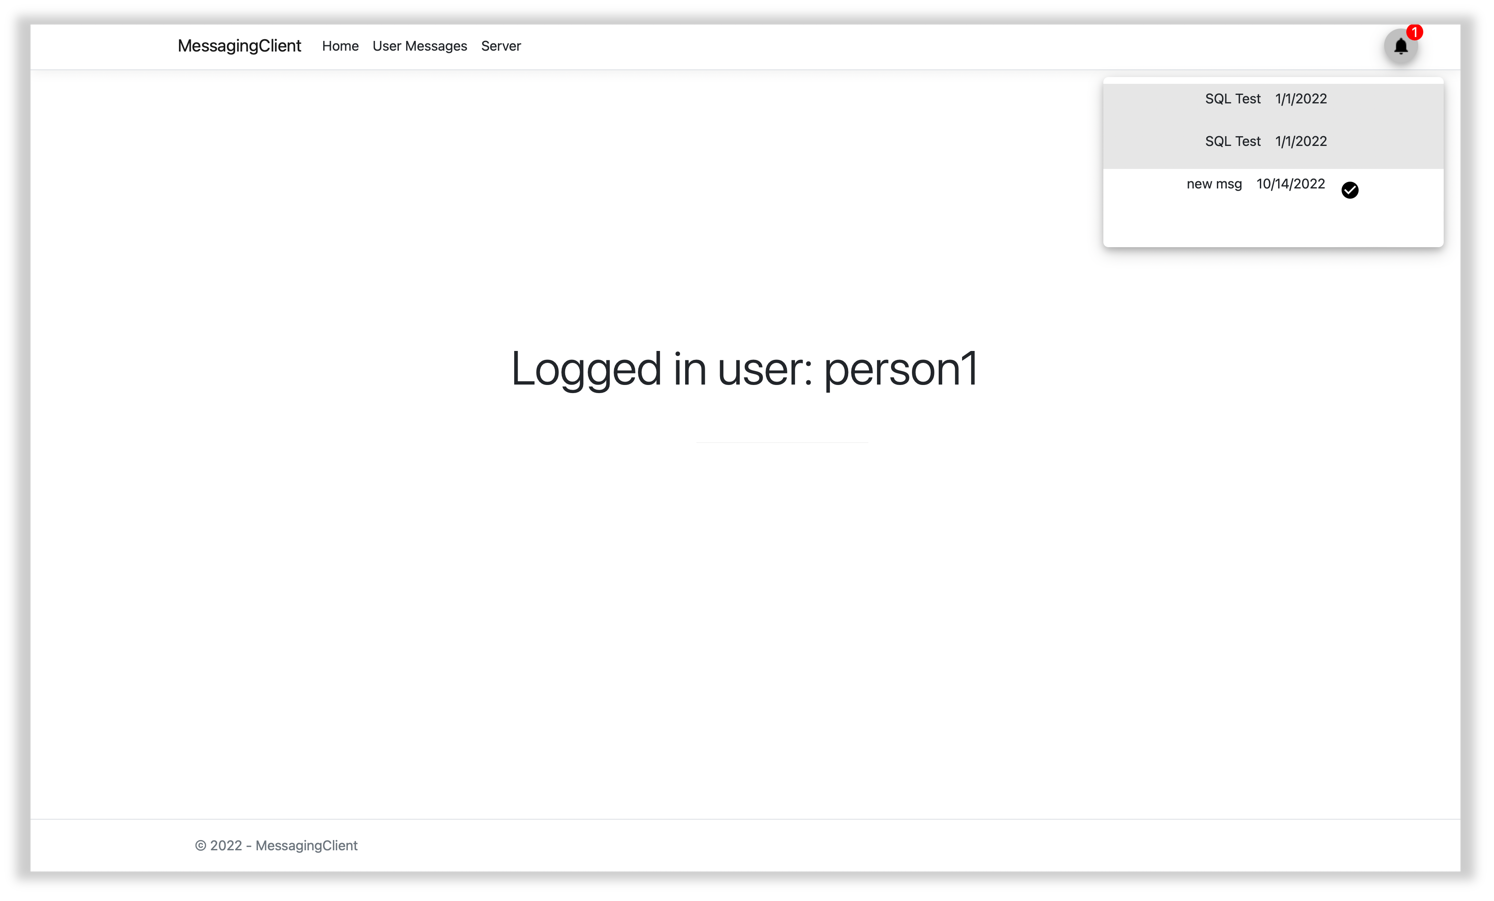 MessagingClient Home User Messages Server 1
SQL Test 1/1/2022
SQL Test 1/1/2022
new msg 10/14/2022
Logged in user: person1
© 2022 - MessagingClient